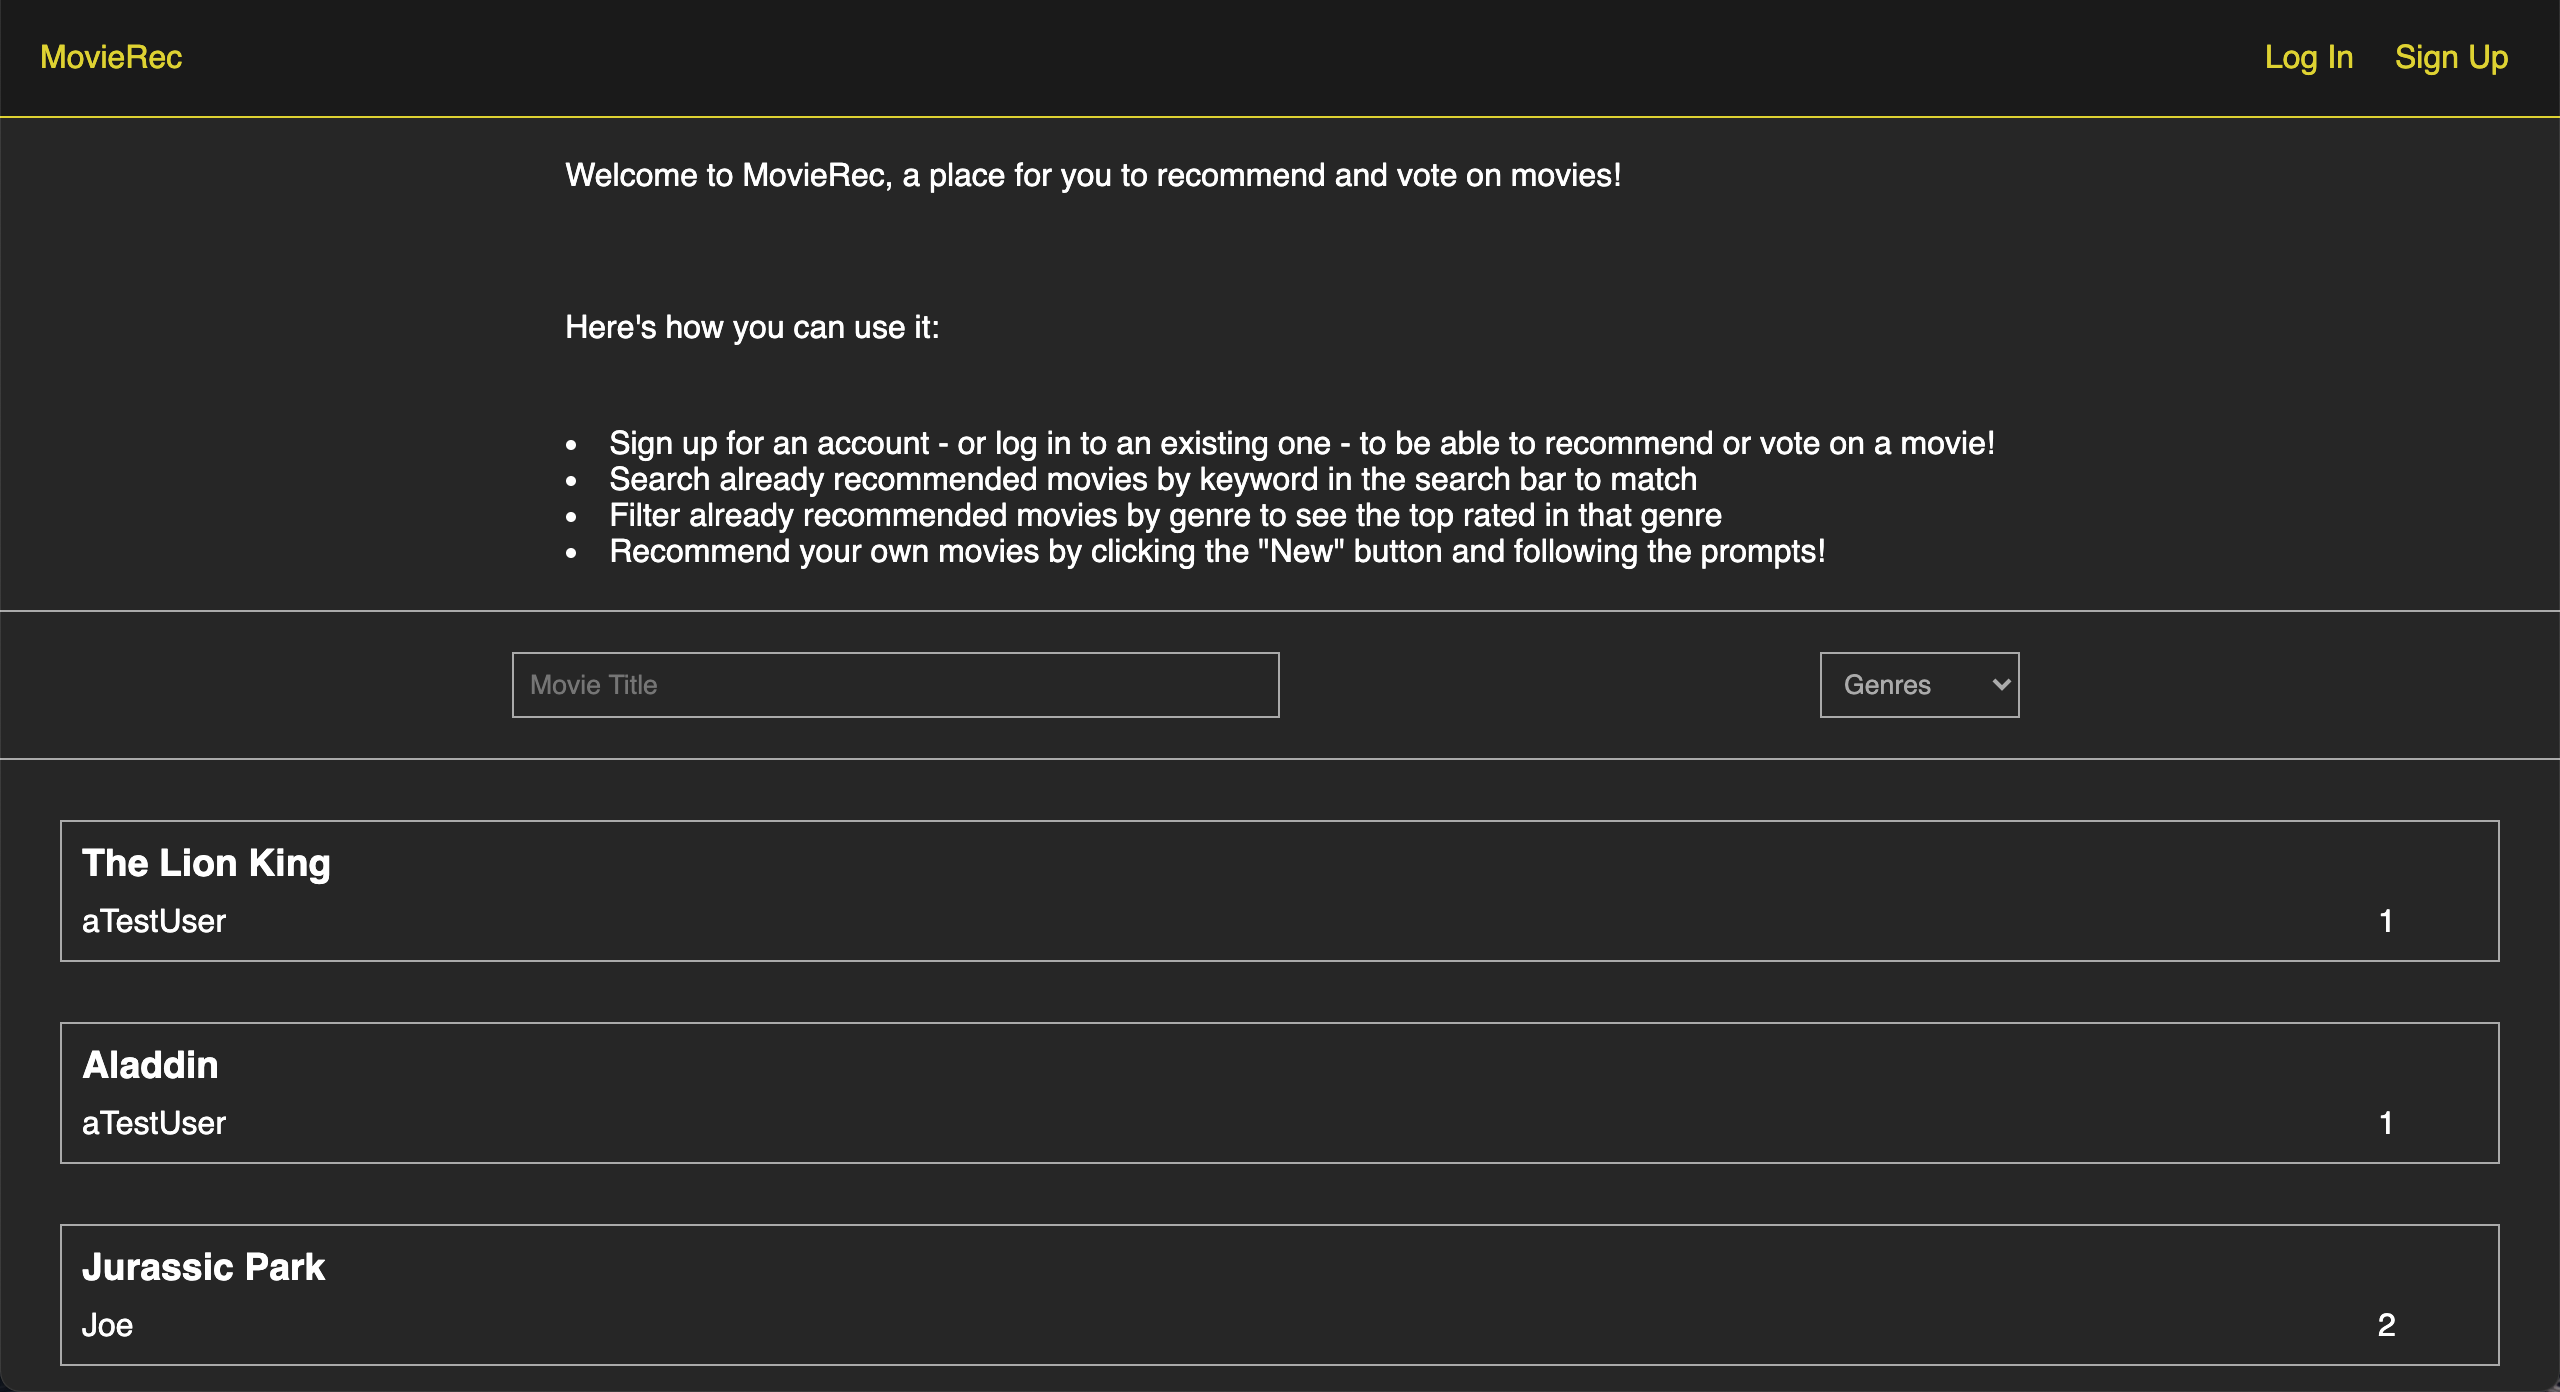 MovieRec Log In Sign Up
Welcome to MovieRec, a place for you to recommend and vote on movies!
Here's how you can use it:
• Sign up for an account - or log in to an existing one - to be able to recommend or vote on a movie!
• Search already recommended movies by keyword in the search bar to match
• Filter already recommended movies by genre to see the top rated in that genre
• Recommend your own movies by clicking the "New" button and following the prompts!
Movie Title Genres
The Lion King
aTestUser 1
Aladdin
aTestUser 1
Jurassic Park
Joe 2